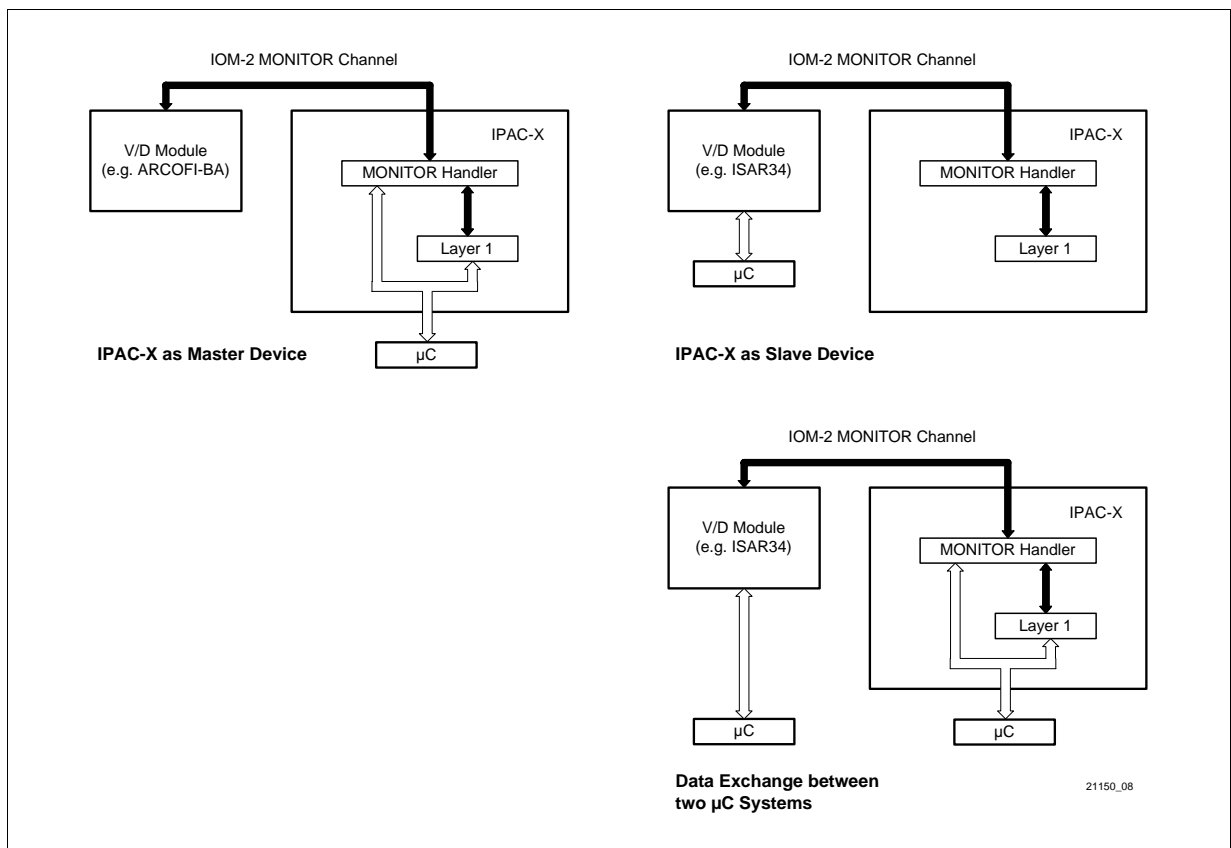 IOM-2 MONITOR Channel
V/D Module
(e.g. ARCOFI-BA)
IPAC-X
MONITOR Handler
Layer 1
µC
IPAC-X as Master Device
IOM-2 MONITOR Channel
V/D Module
(e.g. ISAR34)
µC
IPAC-X
MONITOR Handler
Layer 1
IPAC-X as Slave Device
IOM-2 MONITOR Channel
V/D Module
(e.g. ISAR34)
µC
IPAC-X
MONITOR Handler
Layer 1
µC
Data Exchange between
two µC Systems
21150_08